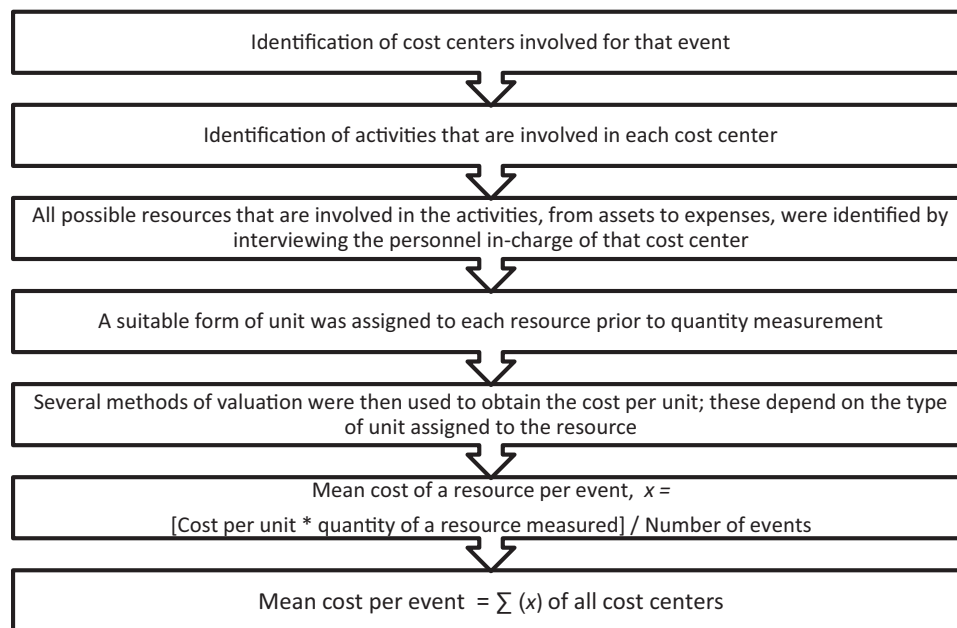 Identification of cost centers involved for that event
Identification of activities that are involved in each cost center
All possible resources that are involved in the activities, from assets to expenses, were identified by
interviewing the personnel in-charge of that cost center
A suitable form of unit was assigned to each resource prior to quantity measurement
Several methods of valuation were then used to obtain the cost per unit; these depend on the type
of unit assigned to the resource
Mean cost of a resource per event, x =
[Cost per unit * quantity of a resource measured] / Number of events
Mean cost per event = ∑ (x) of all cost centers